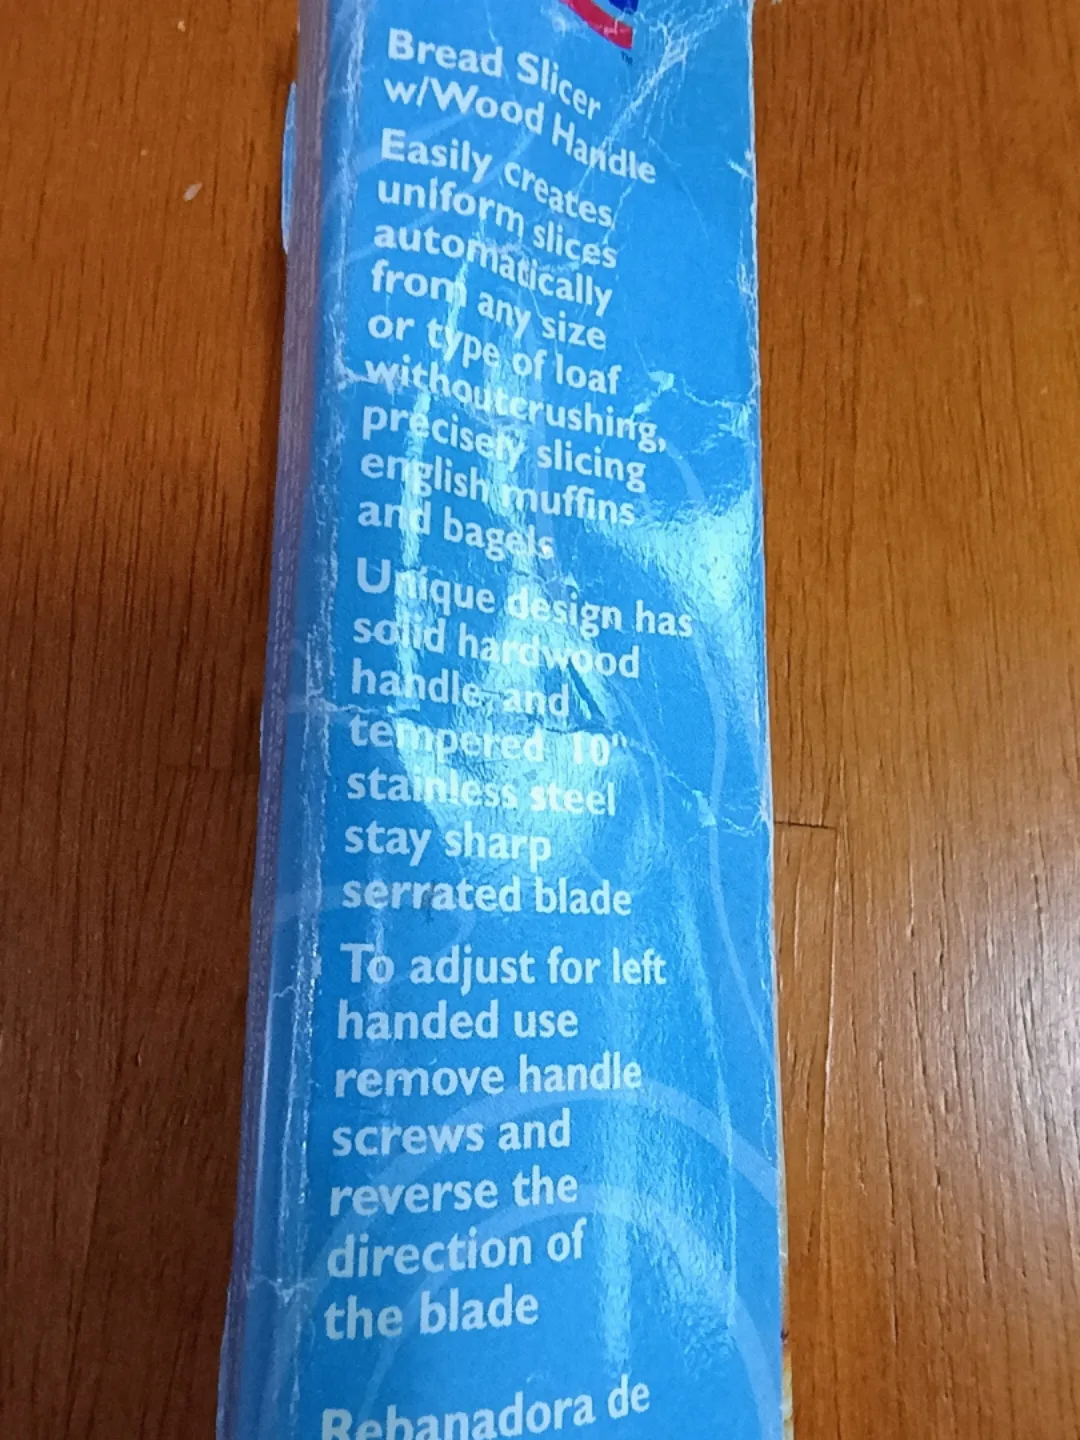 ™
Bread Slicer
w/Wood Handle
Easily creates
uniform slices
automatically
from any size
or type of loaf
withoutcrushing,
precisely slicing
english muffins
and bagels
Unique design has
solid hardwood
handle and
tempered 10"
stainless steel
stay sharp
serrated blade
To adjust for left
handed use
remove handle
screws and
reverse the
direction of
the blade
Rebanadora de